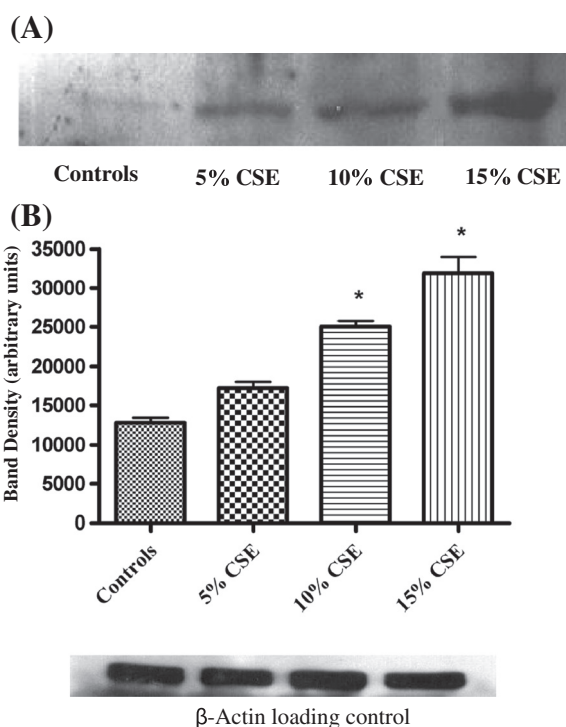 (A)
Controls 5% CSE 10% CSE 15% CSE
(B)
Band Density (arbitrary units)
35000
30000
25000
20000
15000
10000
5000
0
*
*
Controls 5% CSE 10% CSE 15% CSE
β-Actin loading control